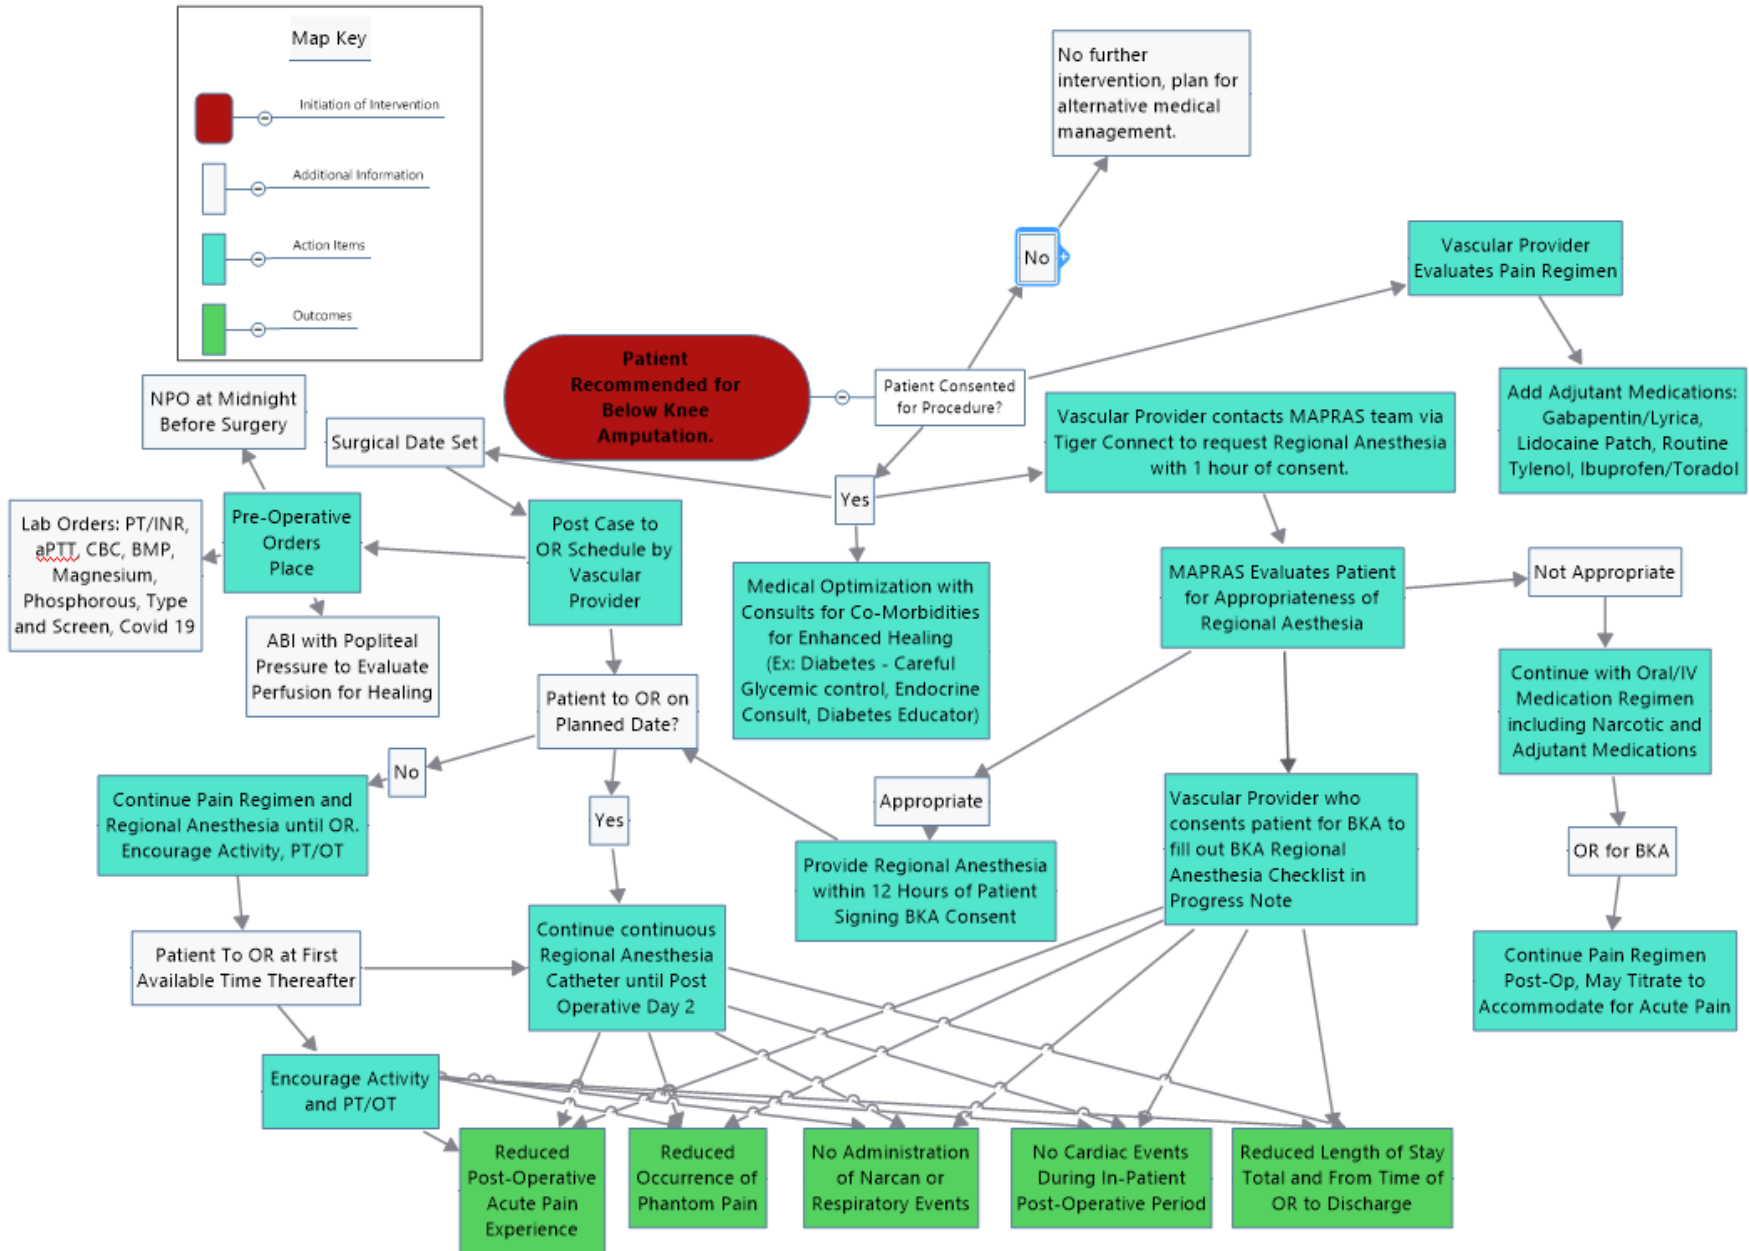 Map Key
Initiation of Intervention
Additional Information
Action Items
Outcomes
No further
intervention, plan for
alternative medical
management.
No
Vascular Provider
Evaluates Pain Regimen
Patient
Recommended for
Below Knee
Amputation.
Patient Consented
for Procedure?
Add Adjutant Medications:
Gabapentin/Lyrica,
Lidocaine Patch, Routine
Tylenol, Ibuprofen/Toradol
NPO at Midnight
Before Surgery
Surgical Date Set
Vascular Provider contacts MAPRAS team via
Tiger Connect to request Regional Anesthesia
with 1 hour of consent.
Yes
Lab Orders: PT/INR,
aPTT, CBC, BMP,
Magnesium,
Phosphorous, Type
and Screen, Covid 19
Pre-Operative
Orders
Place
Post Case to
OR Schedule by
Vascular
Provider
Medical Optimization with
Consults for Co-Morbidities
for Enhanced Healing
(Ex: Diabetes - Careful
Glycemic control, Endocrine
Consult, Diabetes Educator)
MAPRAS Evaluates Patient
for Appropriateness of
Regional Aesthesia
Not Appropriate
ABI with Popliteal
Pressure to Evaluate
Perfusion for Healing
Patient to OR on
Planned Date?
Continue with Oral/IV
Medication Regimen
including Narcotic and
Adjutant Medications
No
Yes
Appropriate
Continue Pain Regimen and
Regional Anesthesia until OR.
Encourage Activity, PT/OT
Provide Regional Anesthesia
within 12 Hours of Patient
Signing BKA Consent
Vascular Provider who
consents patient for BKA to
fill out BKA Regional
Anesthesia Checklist in
Progress Note
OR for BKA
Patient To OR at First
Available Time Thereafter
Continue continuous
Regional Anesthesia
Catheter until Post
Operative Day 2
Continue Pain Regimen
Post-Op, May Titrate to
Accommodate for Acute Pain
Encourage Activity
and PT/OT
Reduced
Post-Operative
Acute Pain
Experience
Reduced
Occurrence of
Phantom Pain
No Administration
of Narcan or
Respiratory Events
No Cardiac Events
During In-Patient
Post-Operative Period
Reduced Length of Stay
Total and From Time of
OR to Discharge